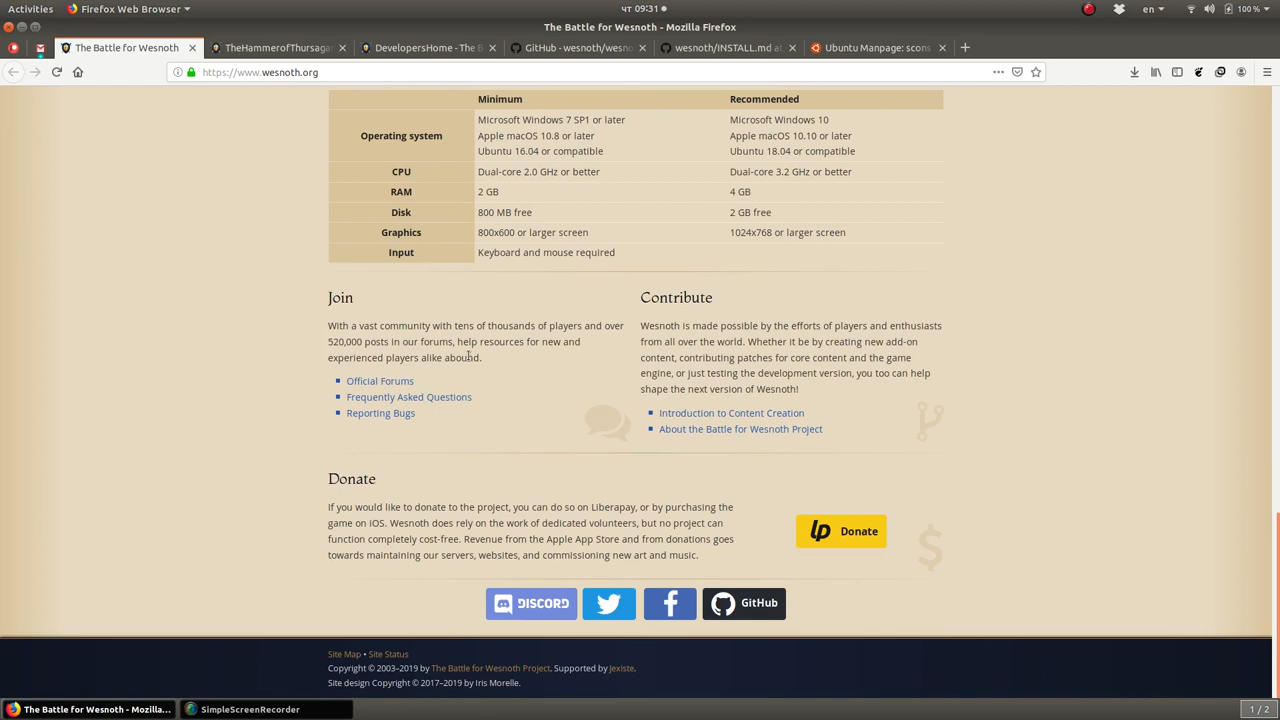 Activities
Firefox Web Browser
чт 09:31
en
100 %
The Battle for Wesnoth - Mozilla Firefox
The Battle for Wesnoth
TheHammerofThursaga
DevelopersHome - The B
GitHub - wesnoth/wesno
wesnoth/INSTALL.md at
Ubuntu Manpage: scons
https://www.wesnoth.org
Minimum Recommended
Operating system
Microsoft Windows 7 SP1 or later
Apple macOS 10.8 or later
Ubuntu 16.04 or compatible
Microsoft Windows 10
Apple macOS 10.10 or later
Ubuntu 18.04 or compatible
CPU Dual-core 2.0 GHz or better Dual-core 3.2 GHz or better
RAM 2 GB 4 GB
Disk 800 MB free 2 GB free
Graphics 800x600 or larger screen 1024x768 or larger screen
Input Keyboard and mouse required
Join
With a vast community with tens of thousands of players and over
520,000 posts in our forums, help resources for new and
experienced players alike abound.
Official Forums
Frequently Asked Questions
Reporting Bugs
Contribute
Wesnoth is made possible by the efforts of players and enthusiasts
from all over the world. Whether it be by creating new add-on
content, contributing patches for core content and the game
engine, or just testing the development version, you too can help
shape the next version of Wesnoth!
Introduction to Content Creation
About the Battle for Wesnoth Project
Donate
If you would like to donate to the project, you can do so on Liberapay, or by purchasing the
game on iOS. Wesnoth does rely on the work of dedicated volunteers, but no project can
function completely cost-free. Revenue from the Apple App Store and from donations goes
towards maintaining our servers, websites, and commissioning new art and music.
lp Donate
DISCORD
GitHub
Site Map • Site Status
Copyright © 2003–2019 by The Battle for Wesnoth Project. Supported by Jexiste.
Site design Copyright © 2017–2019 by Iris Morelle.
The Battle for Wesnoth - Mozilla...
SimpleScreenRecorder
1 / 2